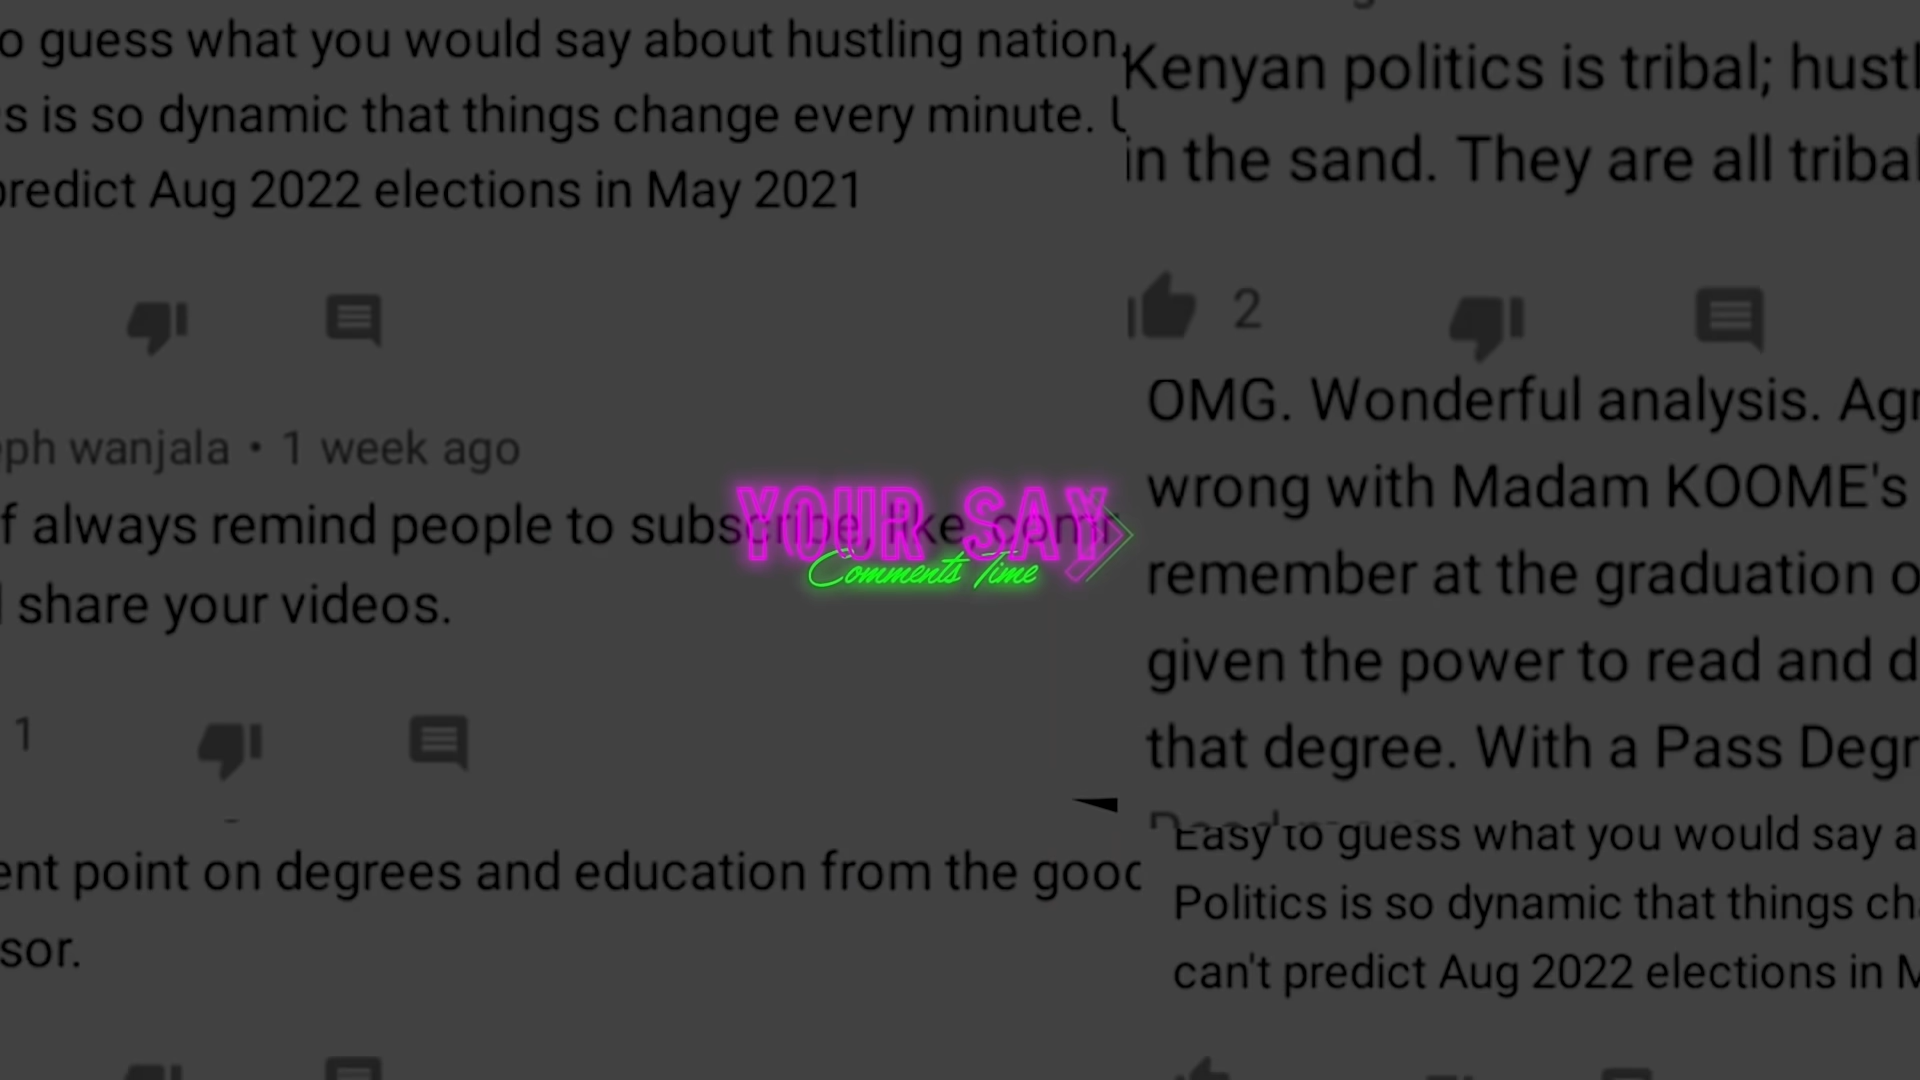 o guess what you would say about hustling nation.
s is so dynamic that things change every minute. U
predict Aug 2022 elections in May 2021
ph wanjala • 1 week ago
f always remind people to subscribe, like, com
share your videos.
1
ent point on degrees and education from the good
sor.
YOUR SAY
Comments Time
Kenyan politics is tribal; hustl
in the sand. They are all tribal
2
OMG. Wonderful analysis. Agr
wrong with Madam KOOME's
remember at the graduation o
given the power to read and d
that degree. With a Pass Degr
Easy to guess what you would say a
Politics is so dynamic that things ch
can't predict Aug 2022 elections in M